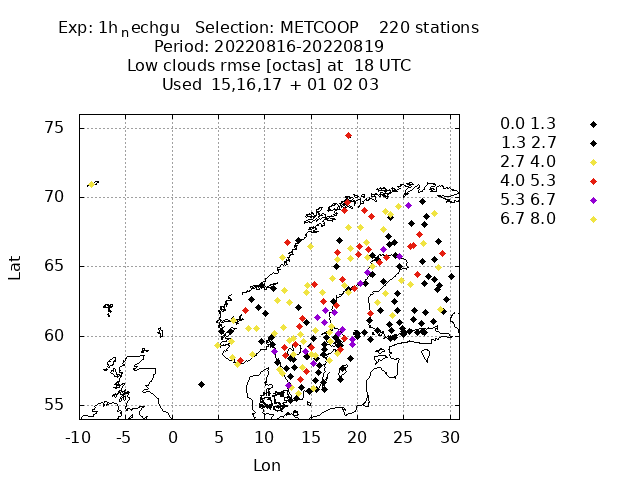 Exp: 1h_nechgu Selection: METCOOP 220 stations
Period: 20220816-20220819
Low clouds rmse [octas] at 18 UTC
Used 15,16,17 + 01 02 03
0.0 1.3
1.3 2.7
2.7 4.0
4.0 5.3
5.3 6.7
6.7 8.0
75
70
65
60
55
Lat
-10 -5 0 5 10 15 20 25 30
Lon